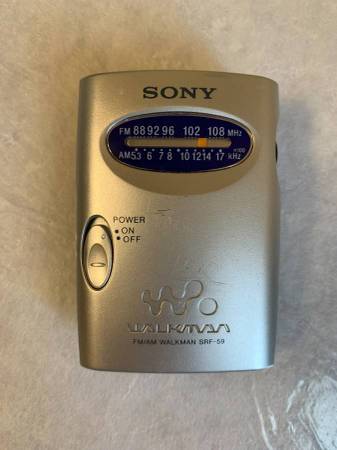 SONY
FM 88 92 96 102 108 MHz
AM 53 6 7 8 10 12 14 17 ×100 kHz
POWER
ON
OFF
WALKMAN
FM/AM WALKMAN SRF-59